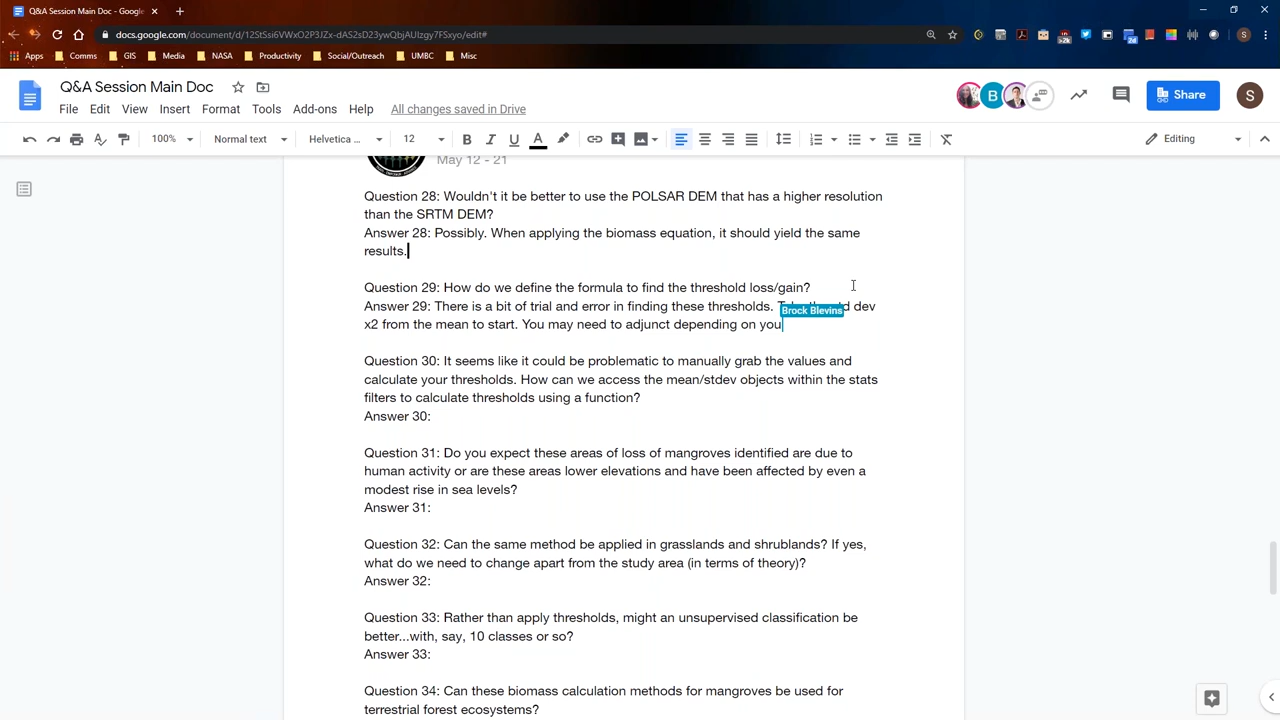 Q&A Session Main Doc - Google
docs.google.com/document/d/12StSsi6VWxO2P3JZx-dAS2sD23ywQbjAUIzgy7FSxyo/edit#
S
Apps Comms GIS Media NASA Productivity Social/Outreach UMBC Misc
Q&A Session Main Doc
B
Share
S
File Edit View Insert Format Tools Add-ons Help All changes saved in Drive
100% Normal text Helvetica ... 12 B I U A Editing
May 12 - 21
Question 28: Wouldn't it be better to use the POLSAR DEM that has a higher resolution
than the SRTM DEM?
Answer 28: Possibly. When applying the biomass equation, it should yield the same
results.
Question 29: How do we define the formula to find the threshold loss/gain?
Answer 29: There is a bit of trial and error in finding these thresholds. dev
Brock Blevins
x2 from the mean to start. You may need to adjunct depending on you
Question 30: It seems like it could be problematic to manually grab the values and
calculate your thresholds. How can we access the mean/stdev objects within the stats
filters to calculate thresholds using a function?
Answer 30:
Question 31: Do you expect these areas of loss of mangroves identified are due to
human activity or are these areas lower elevations and have been affected by even a
modest rise in sea levels?
Answer 31:
Question 32: Can the same method be applied in grasslands and shrublands? If yes,
what do we need to change apart from the study area (in terms of theory)?
Answer 32:
Question 33: Rather than apply thresholds, might an unsupervised classification be
better...with, say, 10 classes or so?
Answer 33:
Question 34: Can these biomass calculation methods for mangroves be used for
terrestrial forest ecosystems?